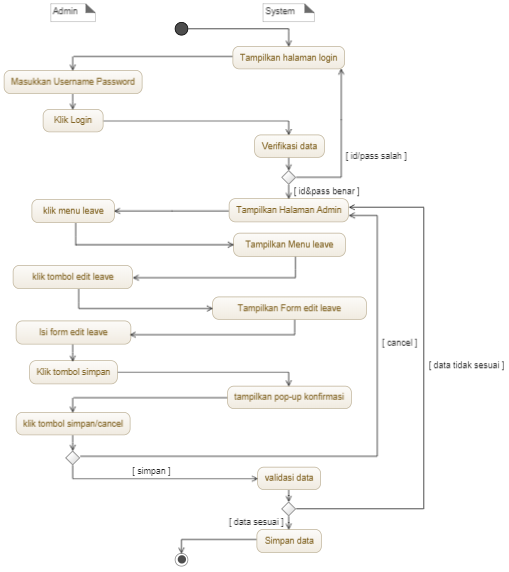 Admin
System
Tampilkan halaman login
Masukkan Username Password
Klik Login
Verifikasi data
[ id/pass salah ]
[ id&pass benar ]
Tampilkan Halaman Admin
klik menu leave
Tampilkan Menu leave
klik tombol edit leave
Tampilkan Form edit leave
Isi form edit leave
[ cancel ]
[ data tidak sesuai ]
Klik tombol simpan
tampilkan pop-up konfirmasi
klik tombol simpan/cancel
[ simpan ]
validasi data
[ data sesuai ]
Simpan data